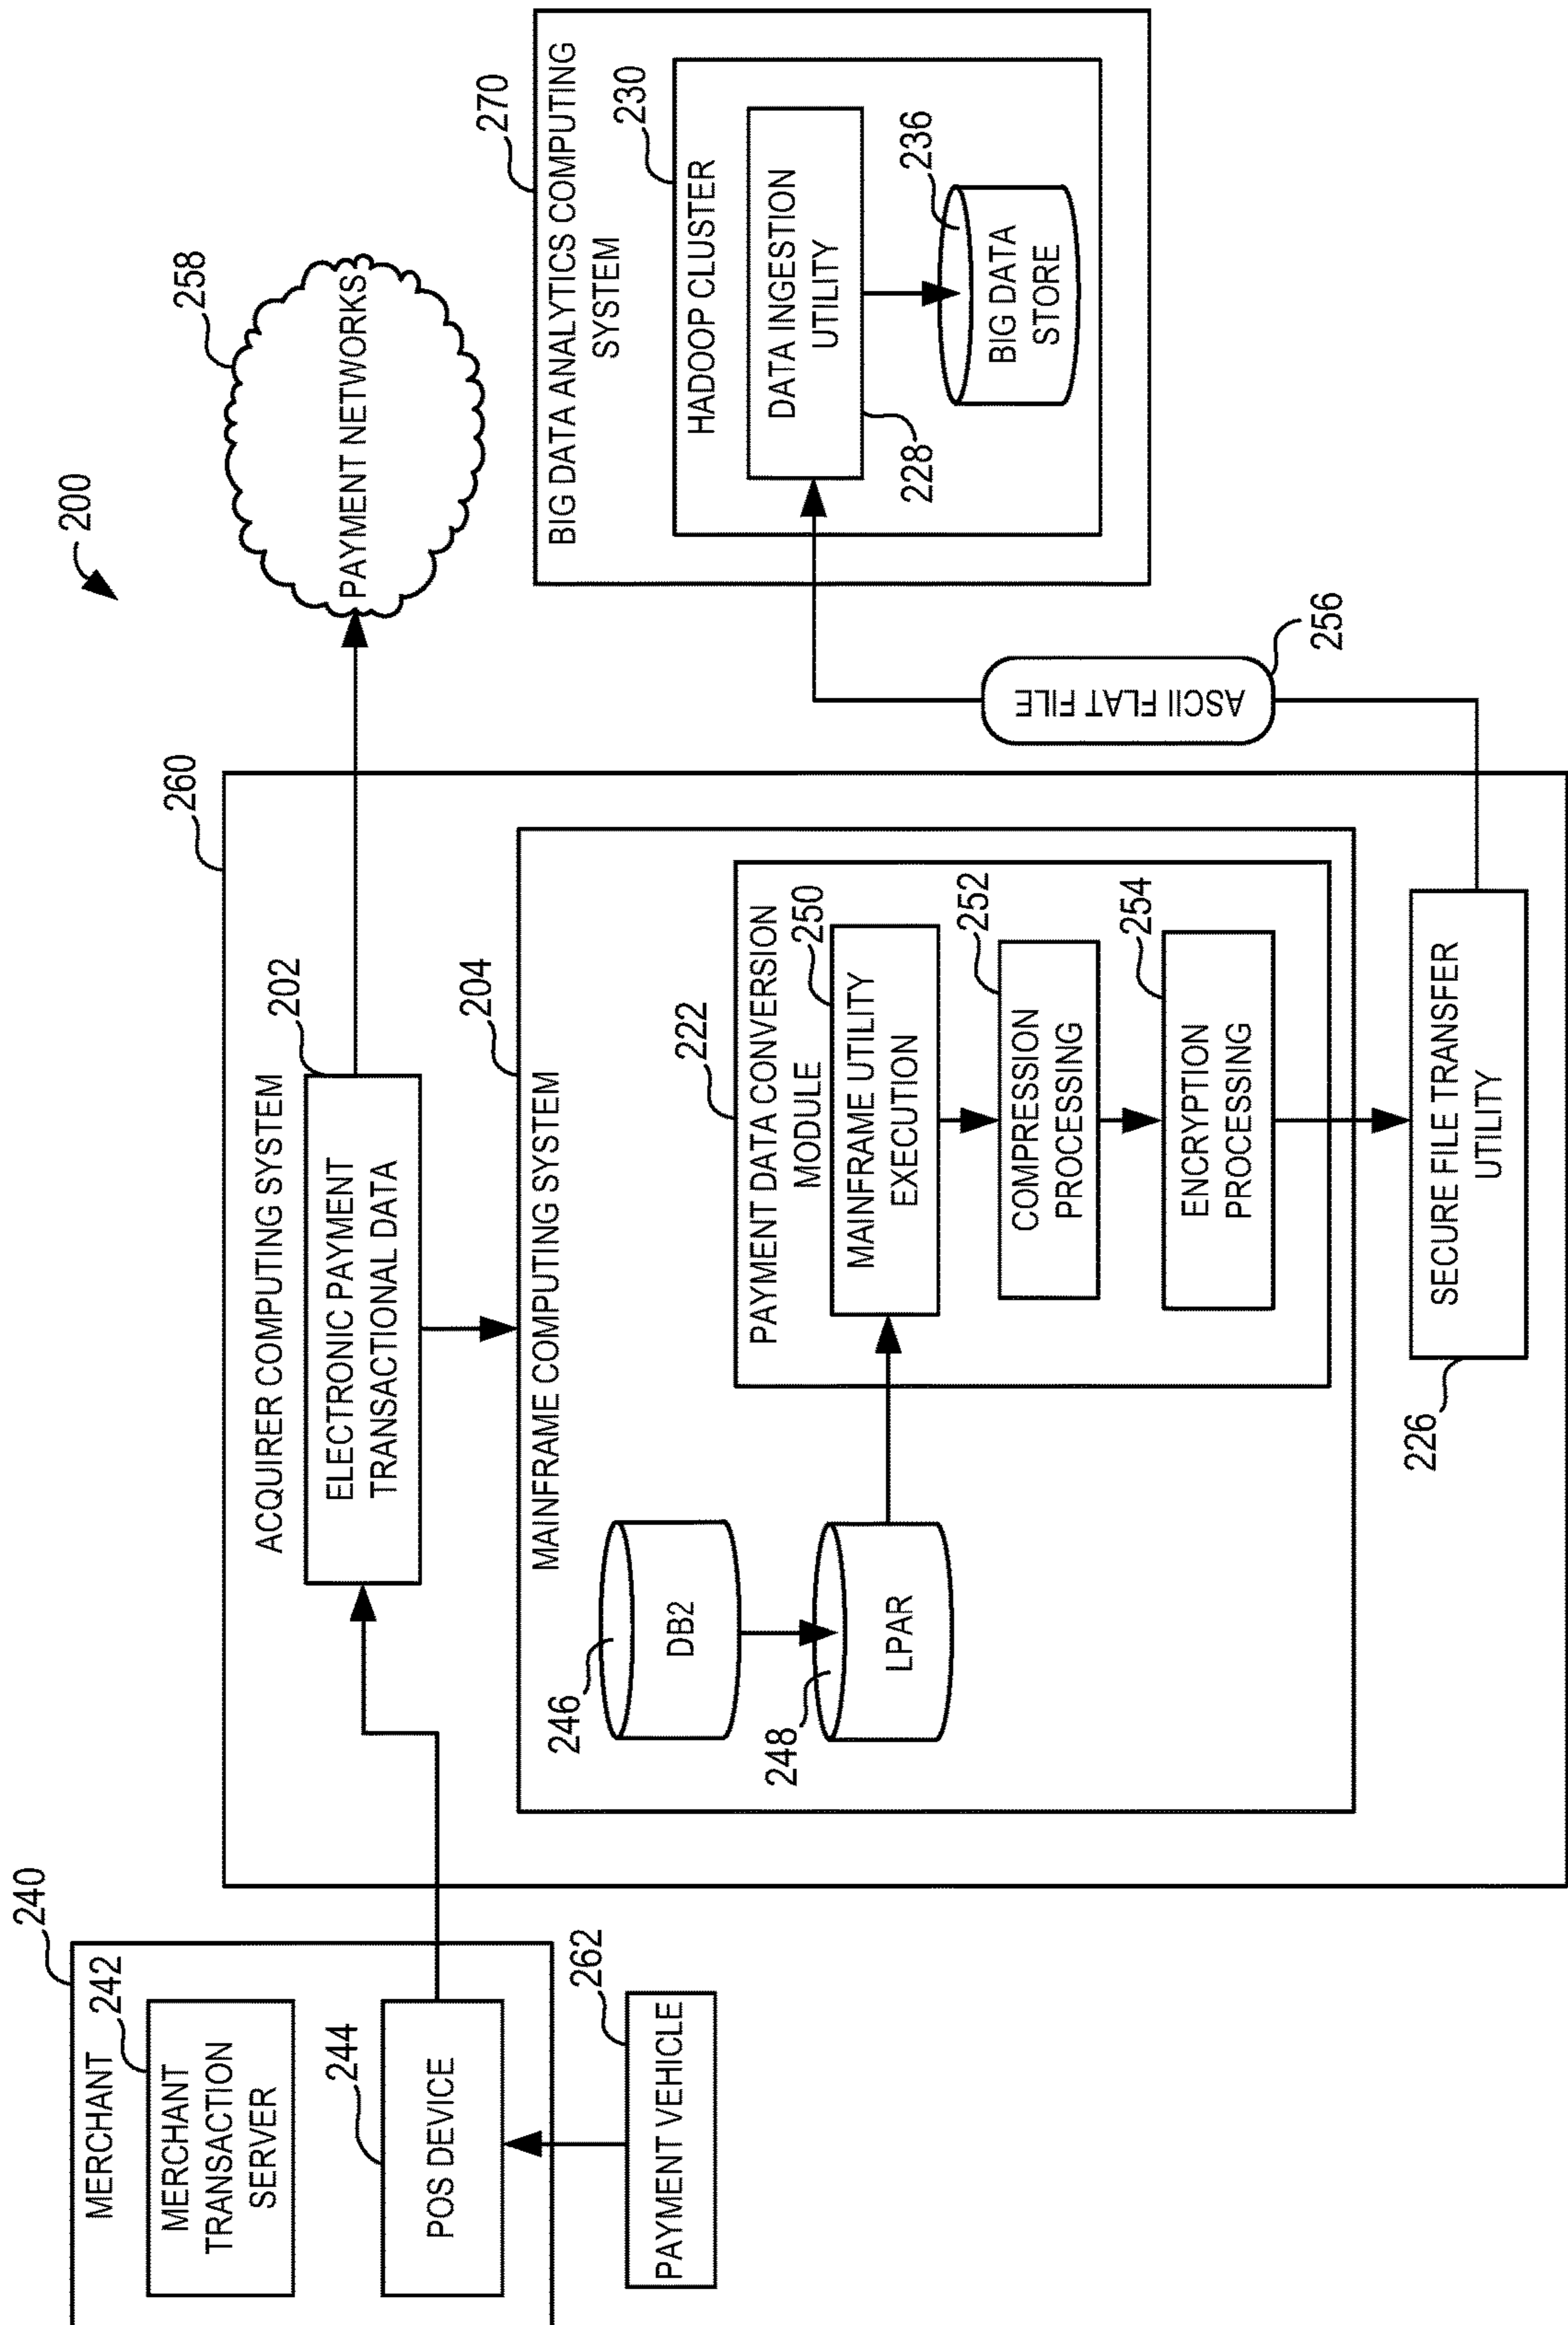 200
240
MERCHANT
242
MERCHANT
TRANSACTION
SERVER
244
POS DEVICE
262
PAYMENT VEHICLE
260
ACQUIRER COMPUTING SYSTEM
202
ELECTRONIC PAYMENT
TRANSACTIONAL DATA
204
MAINFRAME COMPUTING SYSTEM
246
DB2
248
LPAR
222
PAYMENT DATA CONVERSION
MODULE
250
MAINFRAME UTILITY
EXECUTION
252
COMPRESSION
PROCESSING
254
ENCRYPTION
PROCESSING
226
SECURE FILE TRANSFER
UTILITY
258
PAYMENT NETWORKS
256
ASCII FLAT FILE
270
BIG DATA ANALYTICS COMPUTING
SYSTEM
230
HADOOP CLUSTER
DATA INGESTION
UTILITY
228
236
BIG DATA
STORE